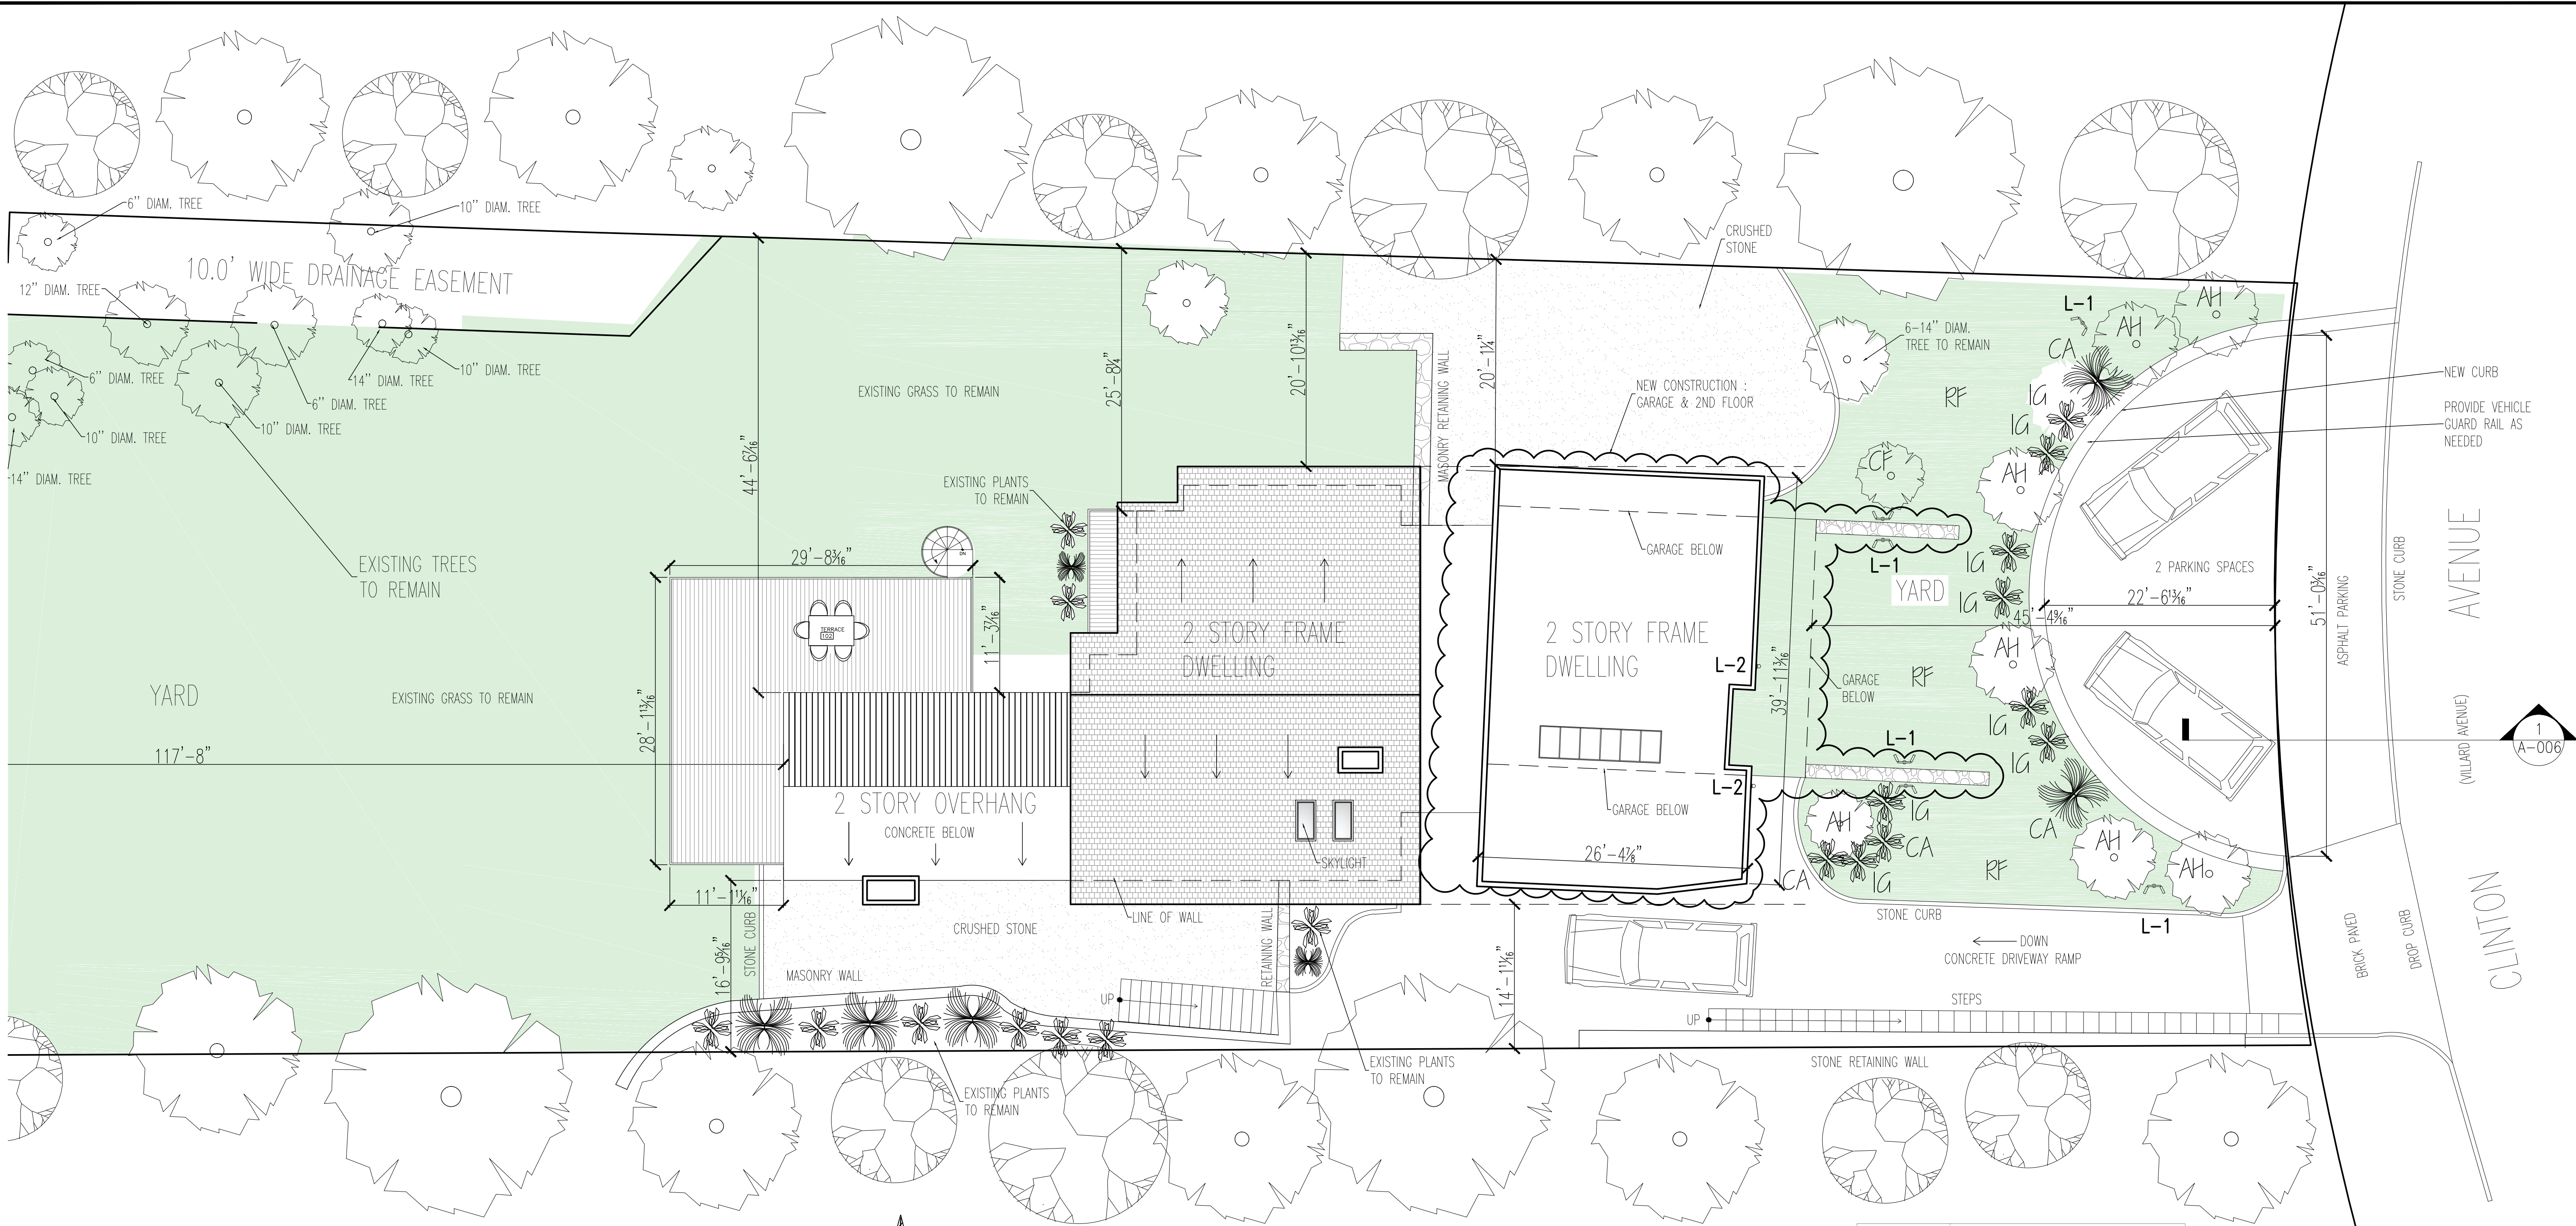 6'' DIAM. TREE
10'' DIAM. TREE
10.0' WIDE DRAINAGE EASEMENT
12'' DIAM. TREE
6'' DIAM. TREE
14'' DIAM. TREE
10'' DIAM. TREE
6'' DIAM. TREE
10'' DIAM. TREE
10'' DIAM. TREE
14'' DIAM. TREE
EXISTING TREES
TO REMAIN
YARD
EXISTING GRASS TO REMAIN
117'-8"
EXISTING GRASS TO REMAIN
44'-6 7/16"
25'-8 1/4"
20'-10 13/16"
20'-1 1/4"
EXISTING PLANTS
TO REMAIN
29'-8 3/16"
DN
TERRACE
102
11'-3 7/16"
28'-1 13/16"
2 STORY OVERHANG
CONCRETE BELOW
11'-1 11/16"
16'-9 5/16"
STONE CURB
CRUSHED STONE
MASONRY WALL
UP
EXISTING PLANTS
TO REMAIN
2 STORY FRAME
DWELLING
SKYLIGHT
LINE OF WALL
RETAINING WALL
EXISTING PLANTS
TO REMAIN
MASONRY RETAINING WALL
CRUSHED
STONE
NEW CONSTRUCTION :
GARAGE & 2ND FLOOR
GARAGE BELOW
2 STORY FRAME
DWELLING
L-2
L-2
GARAGE BELOW
26'-4 7/8"
39'-11 13/16"
14'-1 11/16"
6-14'' DIAM.
TREE TO REMAIN
L-1
AH
AH
CA
RF
IG
IG
CF
AH
L-1
YARD
IG
IG
GARAGE
BELOW
RF
AH
IG
IG
L-1
CA
AH
IG
CA
CA
IG
RF
AH
AH
L-1
STONE CURB
DOWN
CONCRETE DRIVEWAY RAMP
STEPS
UP
STONE RETAINING WALL
2 PARKING SPACES
22'-6 13/16"
45'-4 9/16"
51'-0 3/16"
ASPHALT PARKING
STONE CURB
NEW CURB
PROVIDE VEHICLE
GUARD RAIL AS
NEEDED
BRICK PAVED
DROP CURB
CLINTON AVENUE
(VILLARD AVENUE)
1
A-006